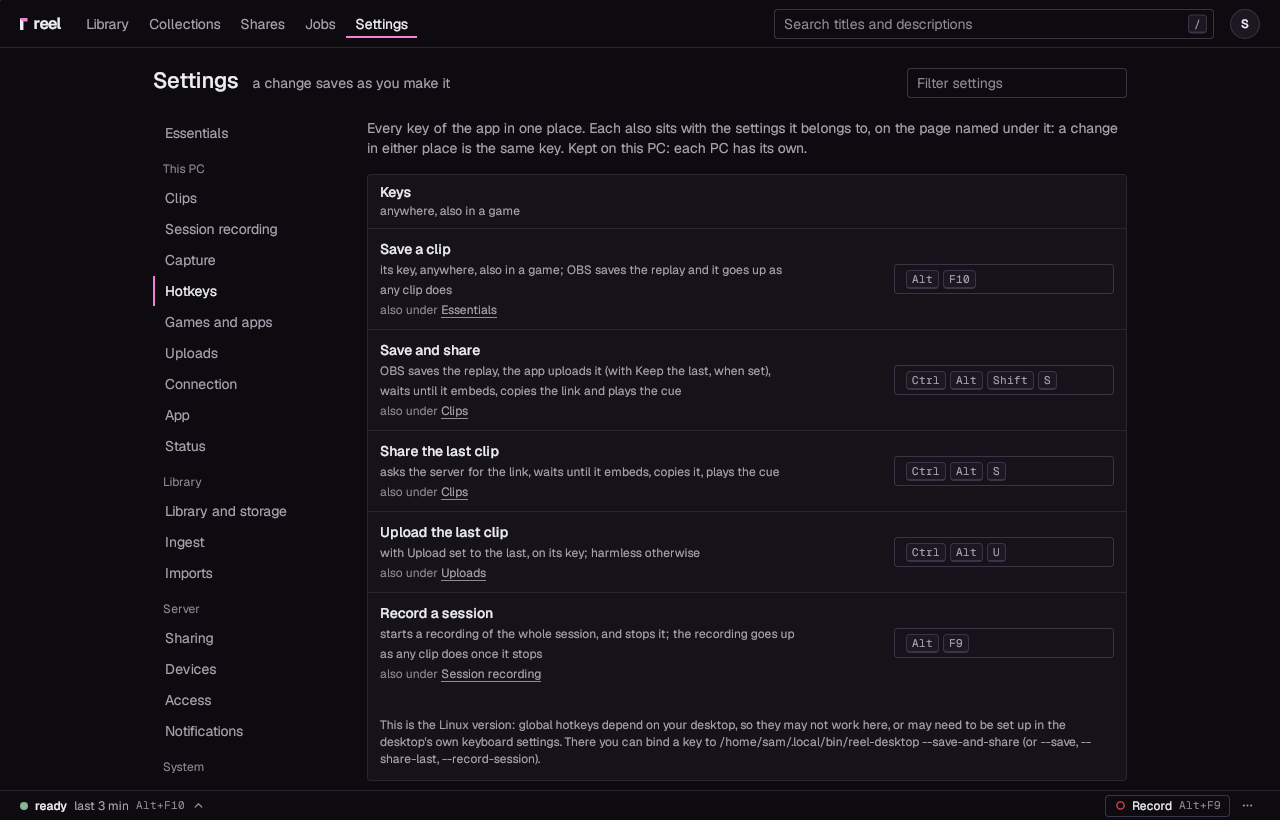 reel
Library
Collections
Shares
Jobs
Settings
Search titles and descriptions
/
S
Settings
a change saves as you make it
Filter settings
Essentials
This PC
Clips
Session recording
Capture
Hotkeys
Games and apps
Uploads
Connection
App
Status
Library
Library and storage
Ingest
Imports
Server
Sharing
Devices
Access
Notifications
System
Every key of the app in one place. Each also sits with the settings it belongs to, on the page named under it: a change
in either place is the same key. Kept on this PC: each PC has its own.
Keys
anywhere, also in a game
Save a clip
its key, anywhere, also in a game; OBS saves the replay and it goes up as
any clip does
also under Essentials
Alt F10
Save and share
OBS saves the replay, the app uploads it (with Keep the last, when set),
waits until it embeds, copies the link and plays the cue
also under Clips
Ctrl Alt Shift S
Share the last clip
asks the server for the link, waits until it embeds, copies it, plays the cue
also under Clips
Ctrl Alt S
Upload the last clip
with Upload set to the last, on its key; harmless otherwise
also under Uploads
Ctrl Alt U
Record a session
starts a recording of the whole session, and stops it; the recording goes up
as any clip does once it stops
also under Session recording
Alt F9
This is the Linux version: global hotkeys depend on your desktop, so they may not work here, or may need to be set up in the
desktop's own keyboard settings. There you can bind a key to /home/sam/.local/bin/reel-desktop --save-and-share (or --save, --
share-last, --record-session).
ready last 3 min Alt+F10
Record Alt+F9